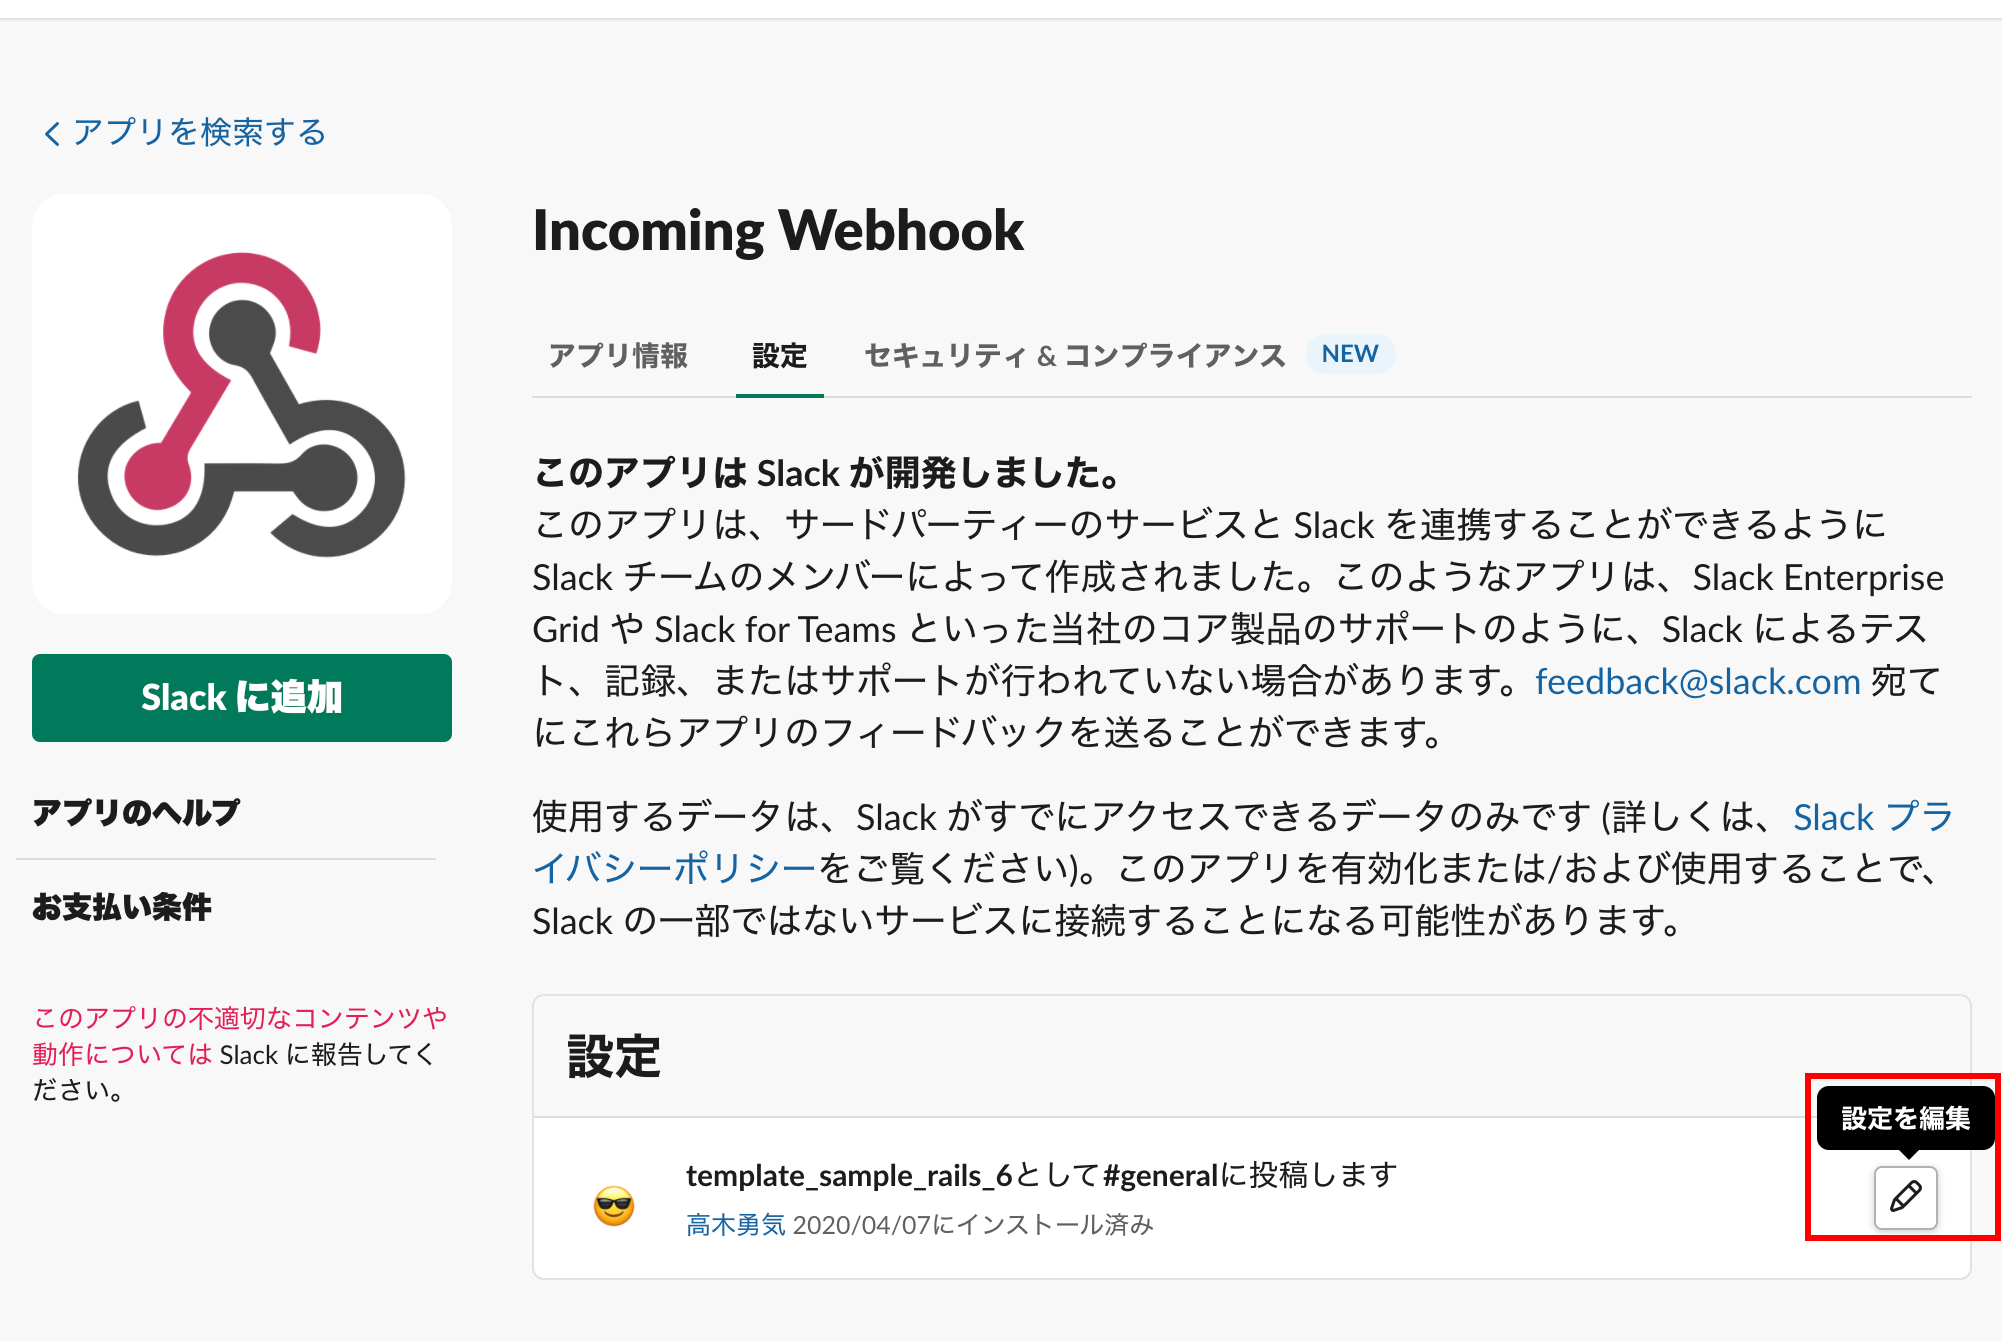 アプリを検索する
Incoming Webhook
アプリ情報 設定 セキュリティ & コンプライアンス NEW
このアプリは Slack が開発しました。
このアプリは、サードパーティーのサービスと Slack を連携することができるように
Slack チームのメンバーによって作成されました。このようなアプリは、Slack Enterprise
Grid や Slack for Teams といった当社のコア製品のサポートのように、Slack によるテス
ト、記録、またはサポートが行われていない場合があります。feedback@slack.com 宛て
にこれらアプリのフィードバックを送ることができます。
使用するデータは、Slack がすでにアクセスできるデータのみです (詳しくは、Slack プラ
イバシーポリシーをご覧ください)。このアプリを有効化または/および使用することで、
Slack の一部ではないサービスに接続することになる可能性があります。
Slack に追加
アプリのヘルプ
お支払い条件
このアプリの不適切なコンテンツや
動作については Slack に報告してく
ださい。
設定
設定を編集
template_sample_rails_6として#generalに投稿します
高木勇気 2020/04/07にインストール済み